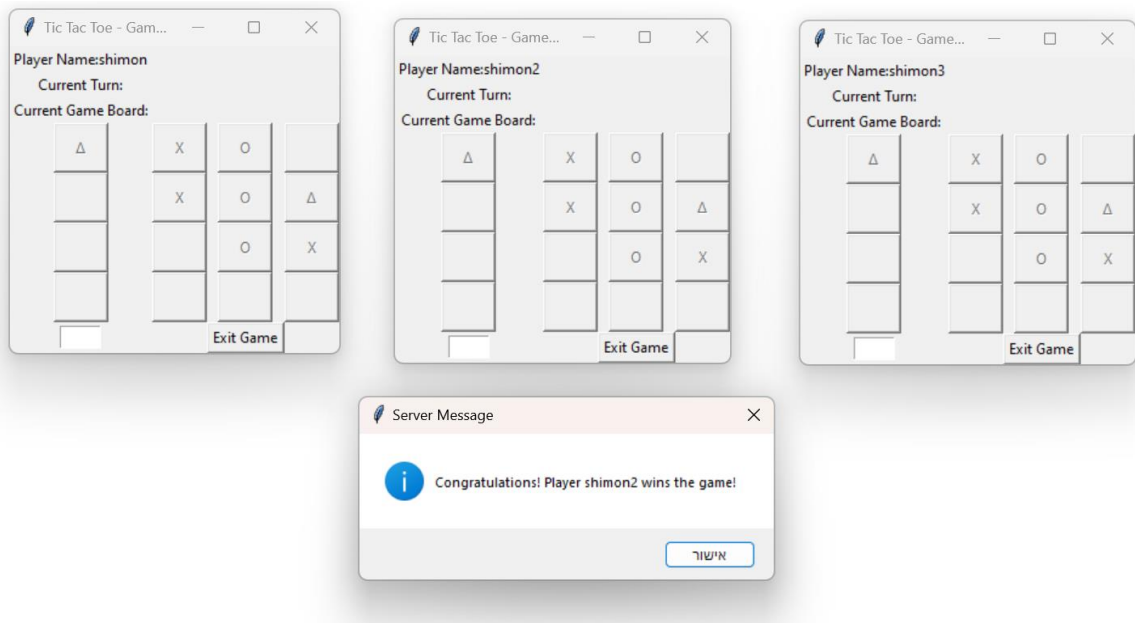 Tic Tac Toe - Gam...
Player Name:shimon
Current Turn:
Current Game Board:
Δ X O
X O Δ
O X
Exit Game
Tic Tac Toe - Game...
Player Name:shimon2
Current Turn:
Current Game Board:
Δ X O
X O Δ
O X
Exit Game
Tic Tac Toe - Game...
Player Name:shimon3
Current Turn:
Current Game Board:
Δ X O
X O Δ
O X
Exit Game
Server Message
Congratulations! Player shimon2 wins the game!
אישור